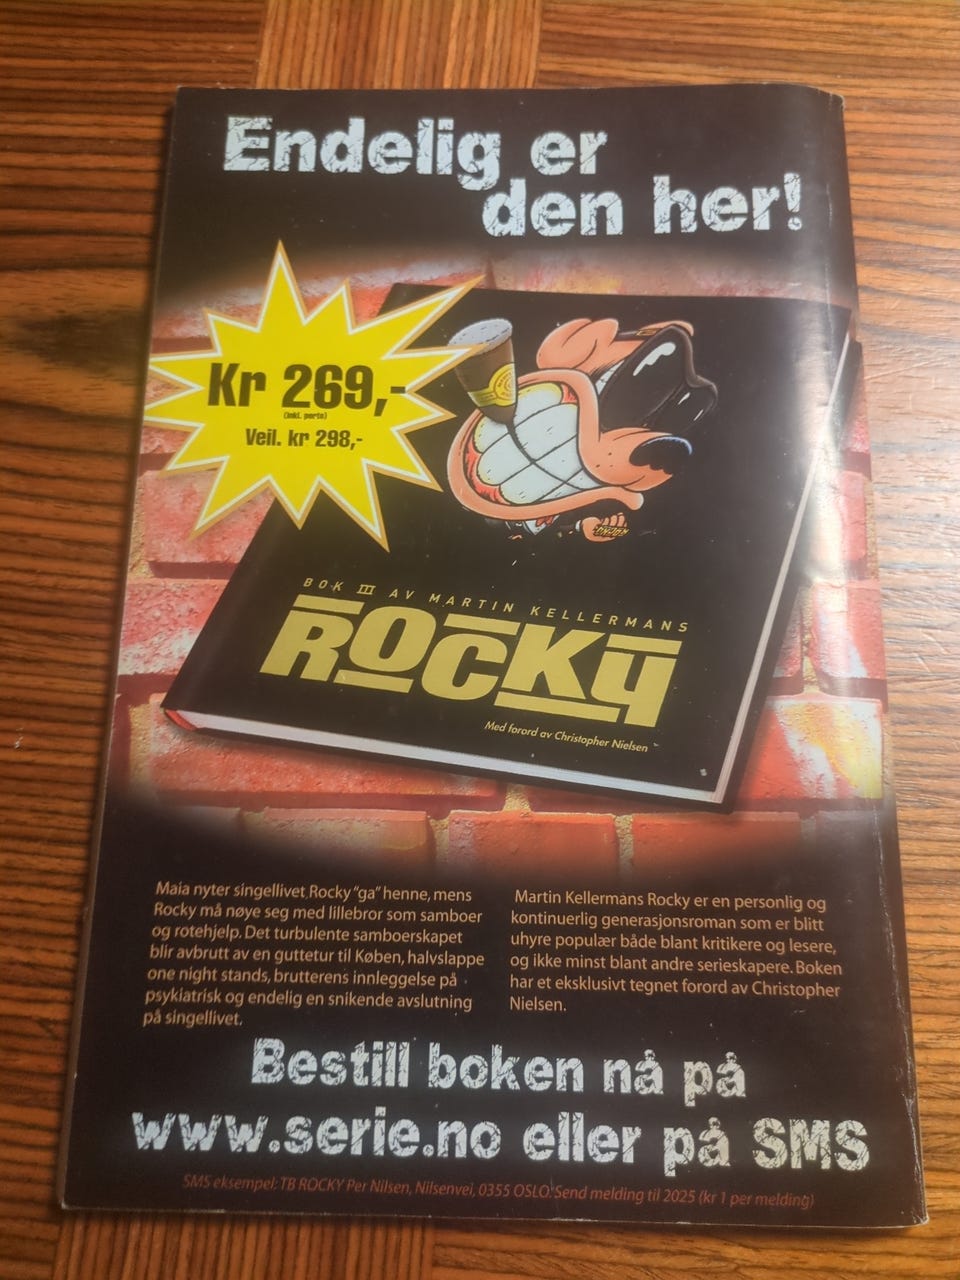 Endelig er
den her!
Kr 269,-
(inkl. porto)
Veil. kr 298,-
BOK III AV MARTIN KELLERMANS
ROCKY
Med forord av Christopher Nielsen
Maia nyter singellivet Rocky "ga" henne, mens
Rocky må nøye seg med lillebror som samboer
og rotehjelp. Det turbulente samboerskapet
blir avbrutt av en guttetur til Køben, halvslappe
one night stands, brutterens innleggelse på
psykiatrisk og endelig en snikende avslutning
på singellivet.
Martin Kellermans Rocky er en personlig og
kontinuerlig generasjonsroman som er blitt
uhyre populær både blant kritikere og lesere,
og ikke minst blant andre serieskapere. Boken
har et eksklusivt tegnet forord av Christopher
Nielsen.
Bestill boken nå på
www.serie.no eller på SMS
SMS eksempel: TB ROCKY Per Nilsen, Nilsenvei, 0355 OSLO. Send melding til 2025 (kr 1 per melding)